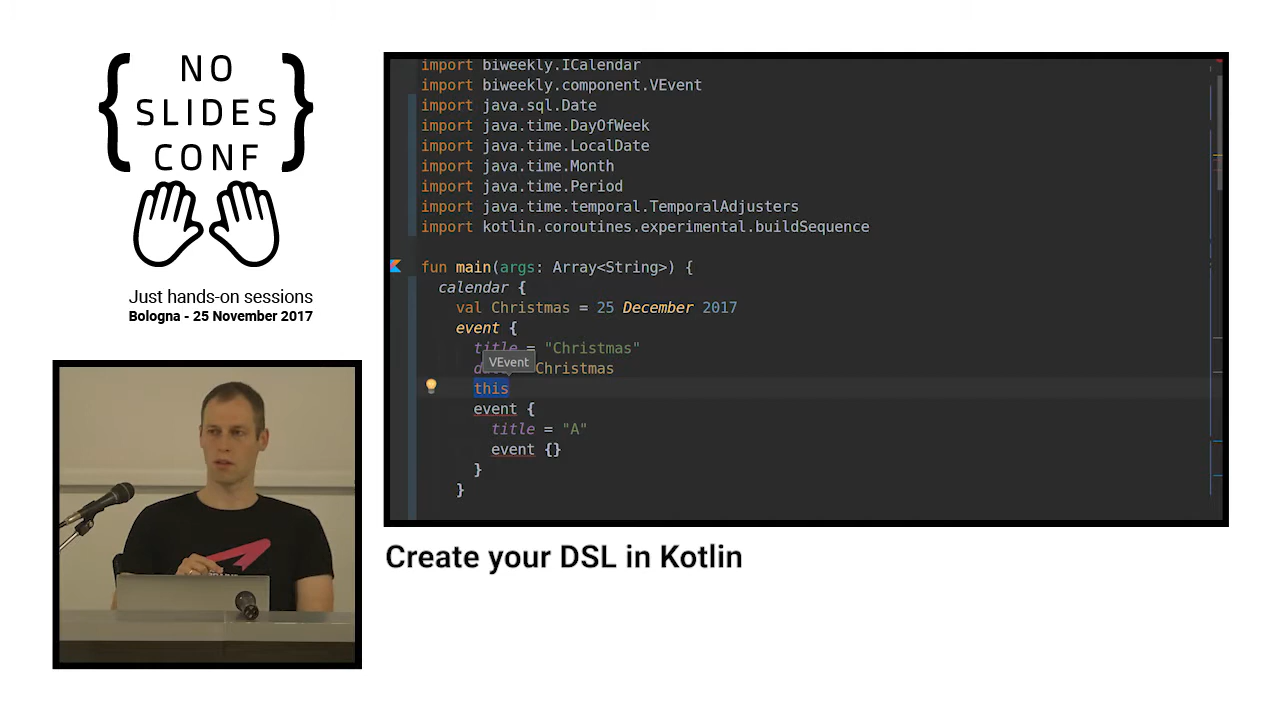 NO
SLIDES
CONF
Just hands-on sessions
Bologna - 25 November 2017
import biweekly.ICalendar
import biweekly.component.VEvent
import java.sql.Date
import java.time.DayOfWeek
import java.time.LocalDate
import java.time.Month
import java.time.Period
import java.time.temporal.TemporalAdjusters
import kotlin.coroutines.experimental.buildSequence
fun main(args: Array<String>) {
calendar {
val Christmas = 25 December 2017
event {
title = "Christmas"
VEvent
Christmas
this
event {
title = "A"
event {}
}
}
Create your DSL in Kotlin